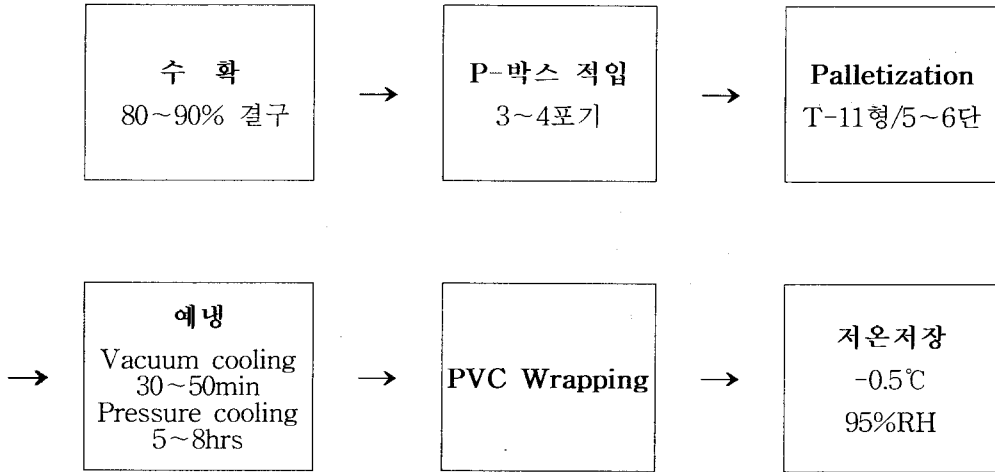 수 확
80~90% 결구
→
P-박스 적입
3~4포기
→
Palletization
T-11형/5~6단
→
예냉
Vacuum cooling
30~50min
Pressure cooling
5~8hrs
→
PVC Wrapping
→
저온저장
-0.5℃
95%RH